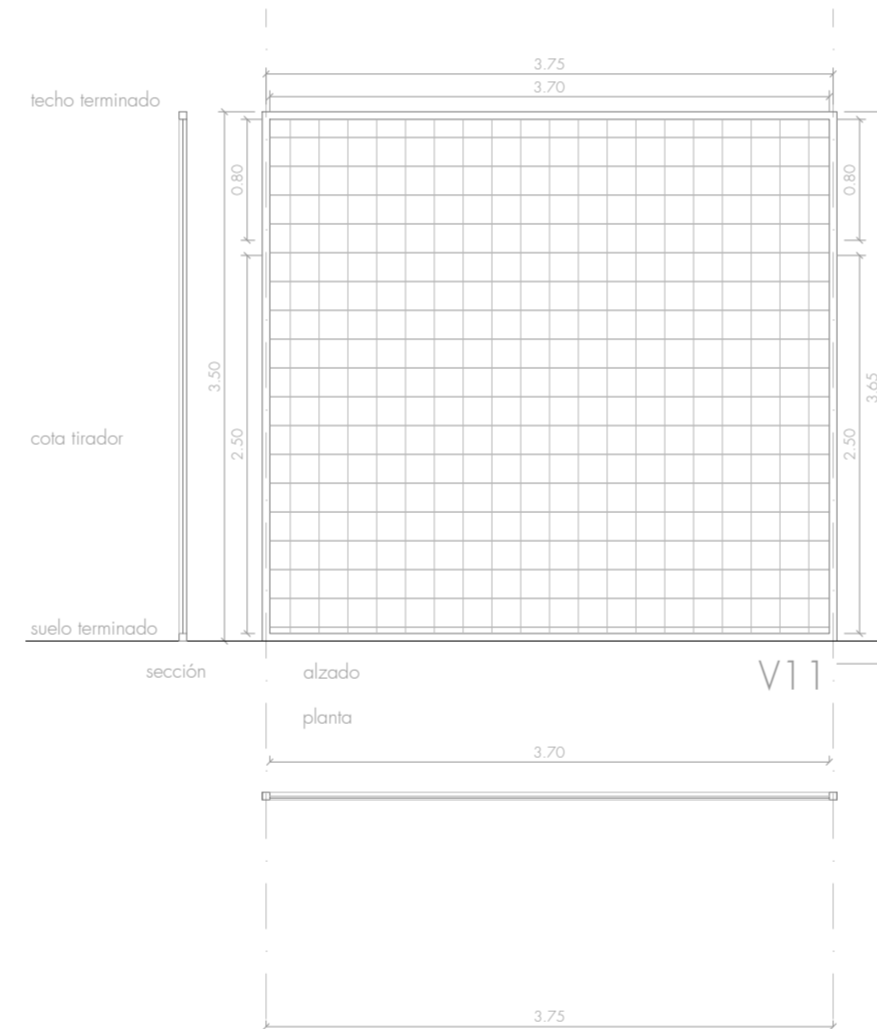 3.75
3.70
techo terminado
0.80
0.80
3.50
3.65
cota tirador
2.50
2.50
suelo terminado
sección
alzado
V11
planta
3.70
3.75